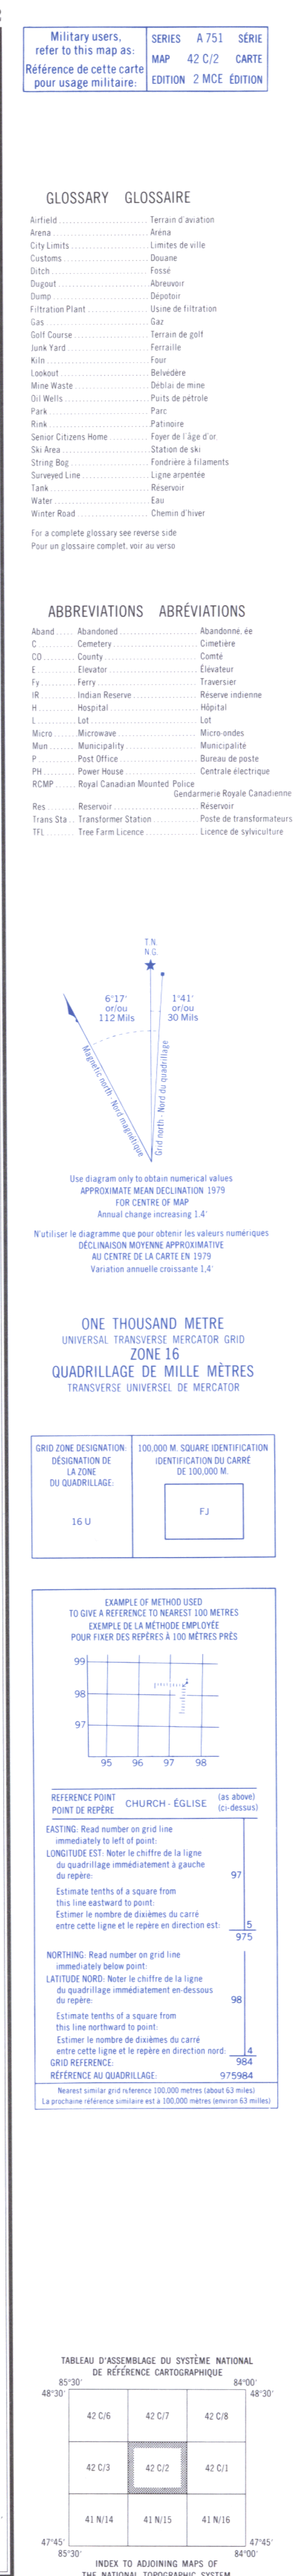 Military users,
refer to this map as:
Référence de cette carte
pour usage militaire:
SERIES A 751 SÉRIE
MAP 42 C/2 CARTE
EDITION 2 MCE ÉDITION
GLOSSARY GLOSSAIRE
Airfield........................ Terrain d'aviation
Arena........................ Aréna
City Limits........................ Limites de ville
Customs........................ Douane
Ditch........................ Fossé
Dugout........................ Abreuvoir
Dump........................ Dépotoir
Filtration Plant........................ Usine de filtration
Gas........................ Gaz
Golf Course........................ Terrain de golf
Junk Yard........................ Ferraille
Kiln........................ Four
Lookout........................ Belvédère
Mine Waste........................ Déblai de mine
Oil Wells........................ Puits de pétrole
Park........................ Parc
Rink........................ Patinoire
Senior Citizens Home.......... Foyer de l'âge d'or.
Ski Area........................ Station de ski
String Bog........................ Fondrière à filaments
Surveyed Line........................ Ligne arpentée
Tank........................ Réservoir
Water........................ Eau
Winter Road........................ Chemin d'hiver
For a complete glossary see reverse side
Pour un glossaire complet, voir au verso
ABBREVIATIONS ABRÉVIATIONS
Aband..... Abandoned..................... Abandonné, ée
C......... Cemetery..................... Cimetière
CO........ County..................... Comté
E......... Elevator..................... Élévateur
Fy........ Ferry..................... Traversier
IR........ Indian Reserve............... Réserve indienne
H......... Hospital..................... Hôpital
L......... Lot..................... Lot
Micro..... Microwave..................... Micro-ondes
Mun....... Municipality................. Municipalité
P......... Post Office................. Bureau de poste
PH........ Power House................. Centrale électrique
RCMP..... Royal Canadian Mounted Police
Gendarmerie Royale Canadienne
Res....... Reservoir..................... Réservoir
Trans Sta.. Transformer Station........... Poste de transformateurs
TFL....... Tree Farm Licence............. Licence de sylviculture
T.N.
N.G.
6°17'
or/ou
112 Mils
1°41'
or/ou
30 Mils
Magnetic north - Nord magnétique
Grid north - Nord du quadrillage
Use diagram only to obtain numerical values
APPROXIMATE MEAN DECLINATION 1979
FOR CENTRE OF MAP
Annual change increasing 1.4'
N'utiliser le diagramme que pour obtenir les valeurs numériques
DÉCLINAISON MOYENNE APPROXIMATIVE
AU CENTRE DE LA CARTE EN 1979
Variation annuelle croissante 1,4'
ONE THOUSAND METRE
UNIVERSAL TRANSVERSE MERCATOR GRID
ZONE 16
QUADRILLAGE DE MILLE MÈTRES
TRANSVERSE UNIVERSEL DE MERCATOR
GRID ZONE DESIGNATION:
DÉSIGNATION DE
LA ZONE
DU QUADRILLAGE:
16 U
100,000 M. SQUARE IDENTIFICATION
IDENTIFICATION DU CARRÉ
DE 100,000 M.
FJ
EXAMPLE OF METHOD USED
TO GIVE A REFERENCE TO NEAREST 100 METRES
EXEMPLE DE LA MÉTHODE EMPLOYÉE
POUR FIXER DES REPÈRES À 100 MÈTRES PRÈS
99
98
97
95 96 97 98
REFERENCE POINT
POINT DE REPÈRE
CHURCH - ÉGLISE
(as above)
(ci-dessus)
EASTING: Read number on grid line
immediately to left of point:
LONGITUDE EST: Noter le chiffre de la ligne
du quadrillage immédiatement à gauche
du repère: 97
Estimate tenths of a square from
this line eastward to point:
Estimer le nombre de dixièmes du carré
entre cette ligne et le repère en direction est: 5
975
NORTHING: Read number on grid line
immediately below point:
LATITUDE NORD: Noter le chiffre de la ligne
du quadrillage immédiatement en-dessous
du repère: 98
Estimate tenths of a square from
this line northward to point:
Estimer le nombre de dixièmes du carré
entre cette ligne et le repère en direction nord: 4
GRID REFERENCE: 984
RÉFÉRENCE AU QUADRILLAGE: 975984
Nearest similar grid reference 100,000 metres (about 63 miles)
La prochaine référence similaire est à 100,000 mètres (environ 63 milles)
TABLEAU D'ASSEMBLAGE DU SYSTÈME NATIONAL
DE RÉFÉRENCE CARTOGRAPHIQUE
85°30' 84°00'
48°30' 48°30'
42 C/6 42 C/7 42 C/8
42 C/3 42 C/2 42 C/1
41 N/14 41 N/15 41 N/16
47°45' 47°45'
85°30' 84°00'
INDEX TO ADJOINING MAPS OF
THE NATIONAL TOPOGRAPHIC SYSTEM